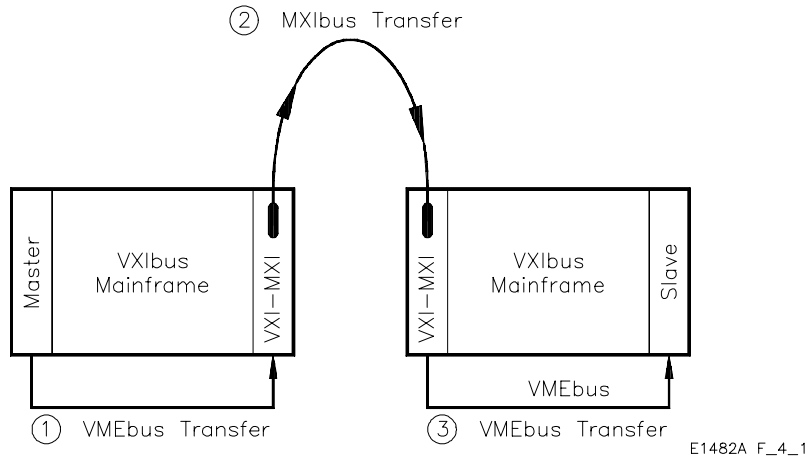 ② MXIbus Transfer
Master
VXIbus
Mainframe
VXI-MXI
VXI-MXI
VXIbus
Mainframe
Slave
① VMEbus Transfer
VMEbus
③ VMEbus Transfer
E1482A F_4_1